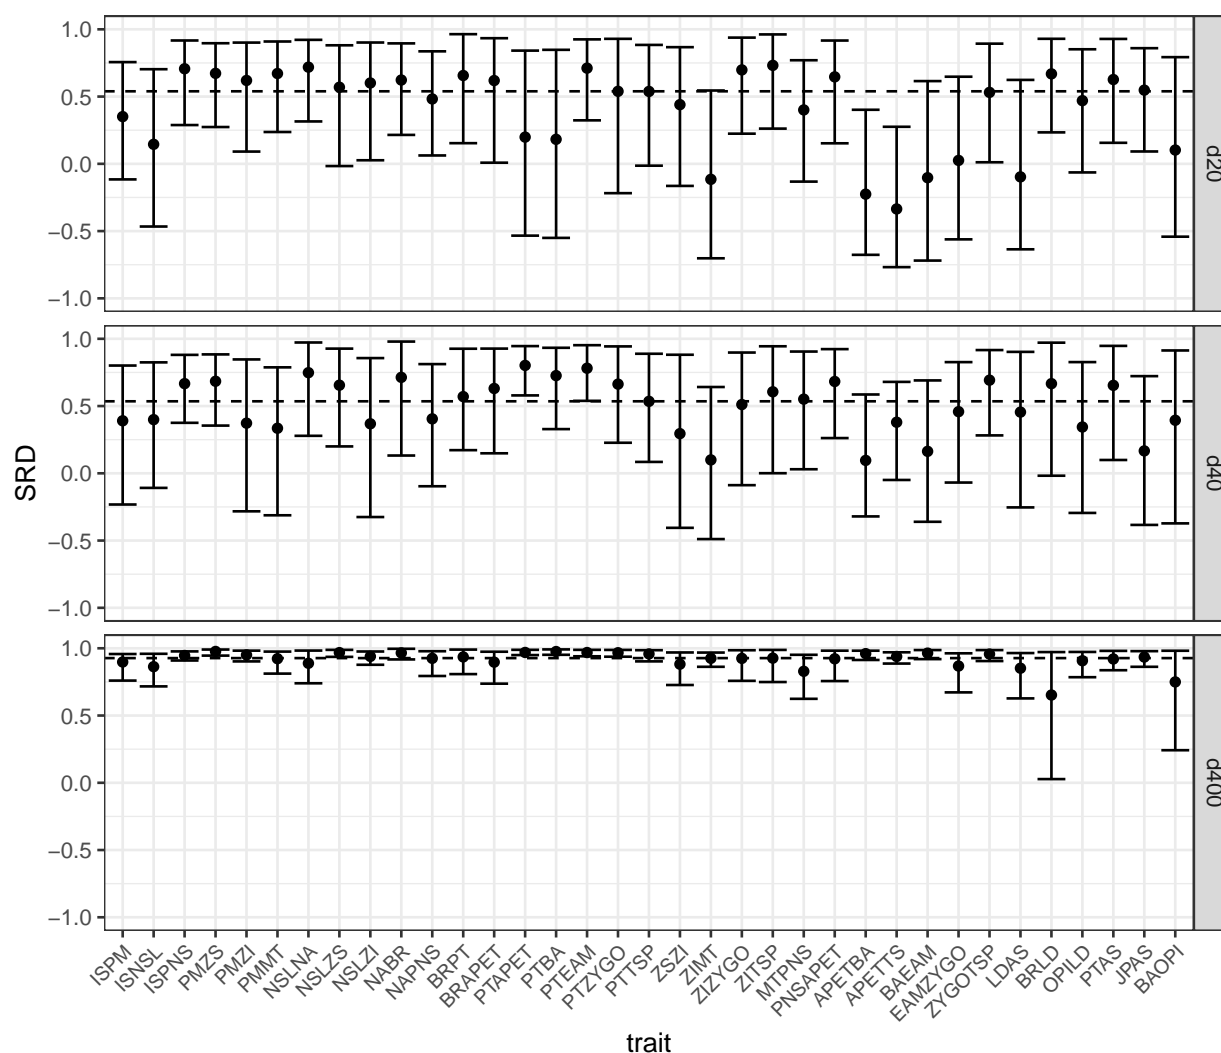 1.0
0.5
0.0
−0.5
−1.0
d20
1.0
0.5
0.0
−0.5
−1.0
d40
1.0
0.5
0.0
−0.5
−1.0
d400
SRD
ISPM
ISNSL
ISPNS
PMZS
PMZI
PMMT
NSLNA
NSLZS
NSLZI
NABR
NAPNS
BRPT
BRAPET
PTAPET
PTBA
PTEAM
PTZYGO
PTTSP
ZSZI
ZIMT
ZIZYGO
ZITSP
MTPNS
PNSAPET
APETBA
APETTS
BAEAM
EAMZYGO
ZYGOTSP
LDAS
BRLD
OPILD
PTAS
JPAS
BAOPI
trait